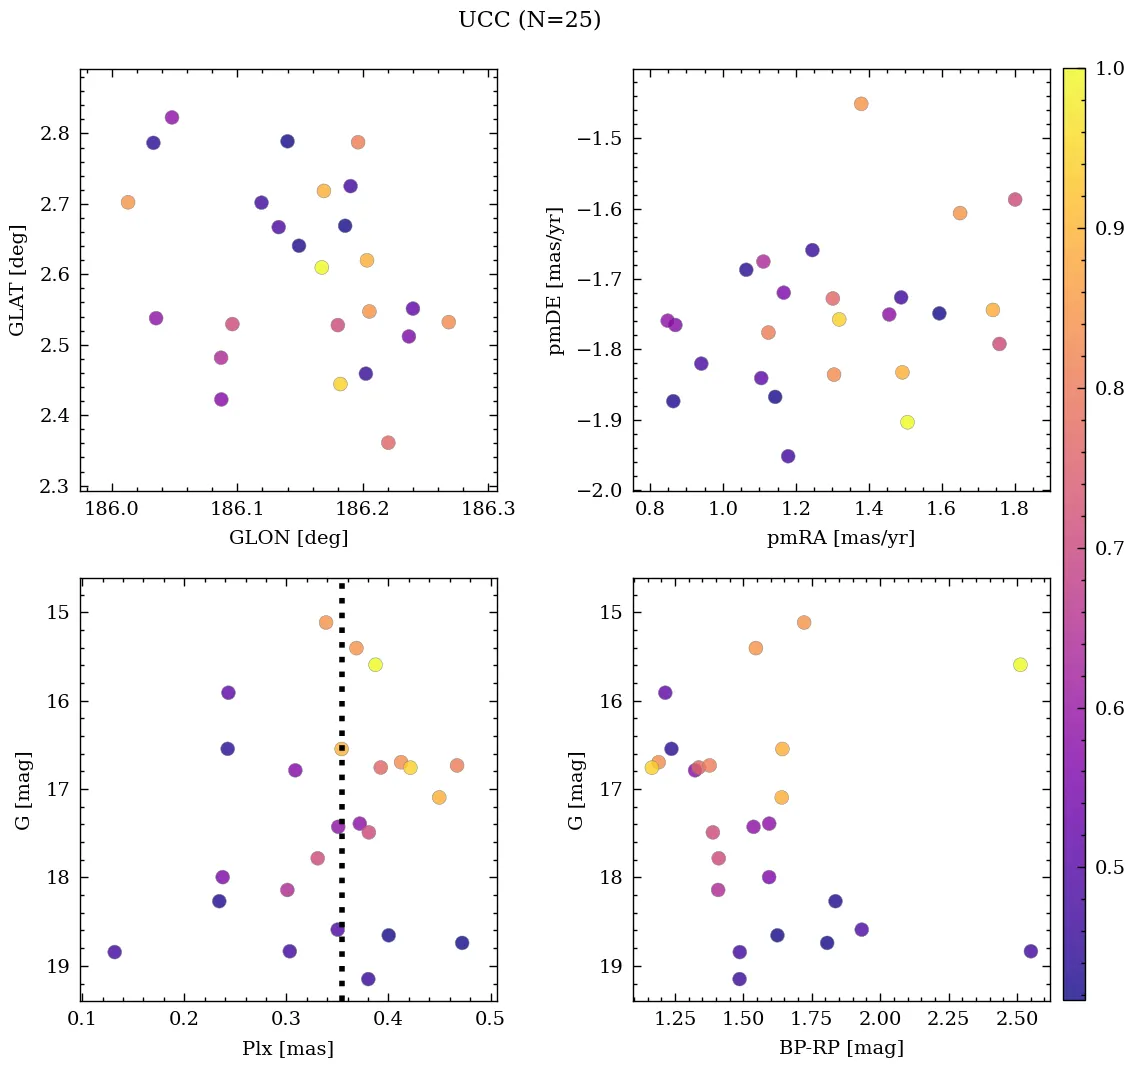 UCC (N=25)
2.8
2.7
2.6
2.5
2.4
2.3
GLAT [deg]
186.0 186.1 186.2 186.3
GLON [deg]
−1.5
−1.6
−1.7
−1.8
−1.9
−2.0
pmDE [mas/yr]
0.8 1.0 1.2 1.4 1.6 1.8
pmRA [mas/yr]
1.0
0.9
0.8
0.7
0.6
0.5
15
16
17
18
19
G [mag]
0.1 0.2 0.3 0.4 0.5
Plx [mas]
15
16
17
18
19
G [mag]
1.25 1.50 1.75 2.00 2.25 2.50
BP-RP [mag]